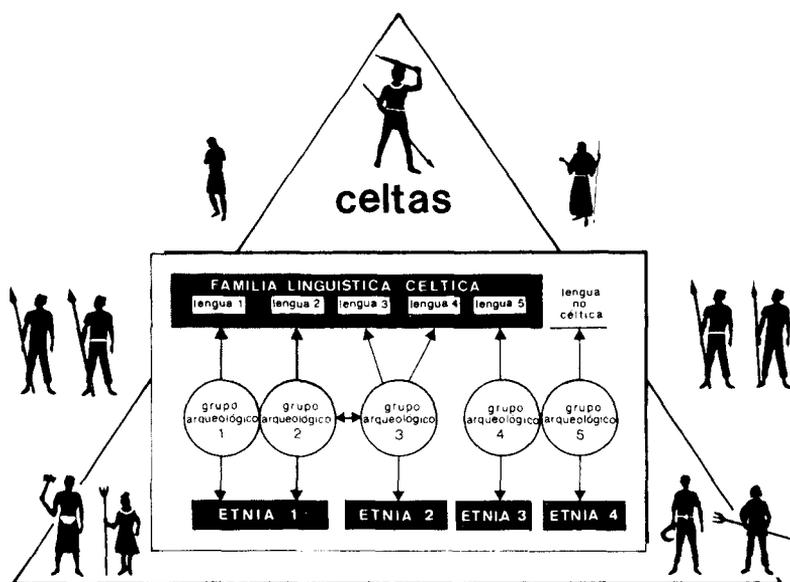 celtas
FAMILIA LINGUISTICA CELTICA
lengua 1 lengua 2 lengua 3 lengua 4 lengua 5
lengua
no
céltica
grupo
arqueológico
1
grupo
arqueológico
2
grupo
arqueológico
3
grupo
arqueológico
4
grupo
arqueológico
5
ETNIA 1 ETNIA 2 ETNIA 3 ETNIA 4